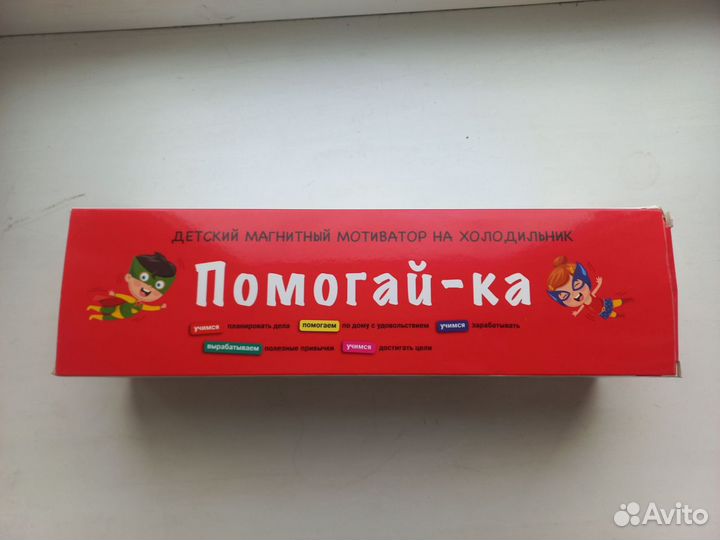 ДЕТСКИЙ МАГНИТНЫЙ МОТИВАТОР НА ХОЛОДИЛЬНИК
Помогай-ка
учимся планировать дела помогаем по дому с удовольствием учимся зарабатывать
вырабатываем полезные привычки учимся достигать цели
Avito